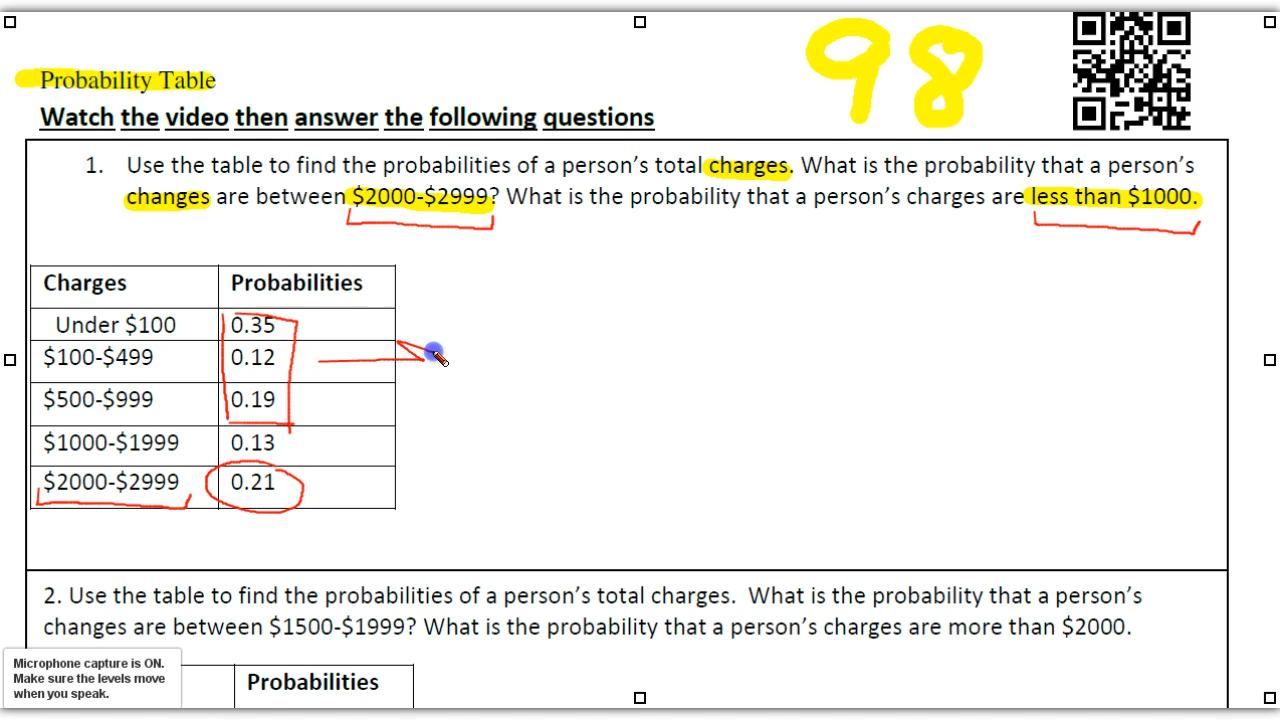 98
Probability Table
Watch the video then answer the following questions
1. Use the table to find the probabilities of a person's total charges. What is the probability that a person's
changes are between $2000-$2999? What is the probability that a person's charges are less than $1000.
Charges Probabilities
Under $100 0.35
$100-$499 0.12
$500-$999 0.19
$1000-$1999 0.13
$2000-$2999 0.21
2. Use the table to find the probabilities of a person's total charges. What is the probability that a person's
changes are between $1500-$1999? What is the probability that a person's charges are more than $2000.
Probabilities
Microphone capture is ON.
Make sure the levels move
when you speak.